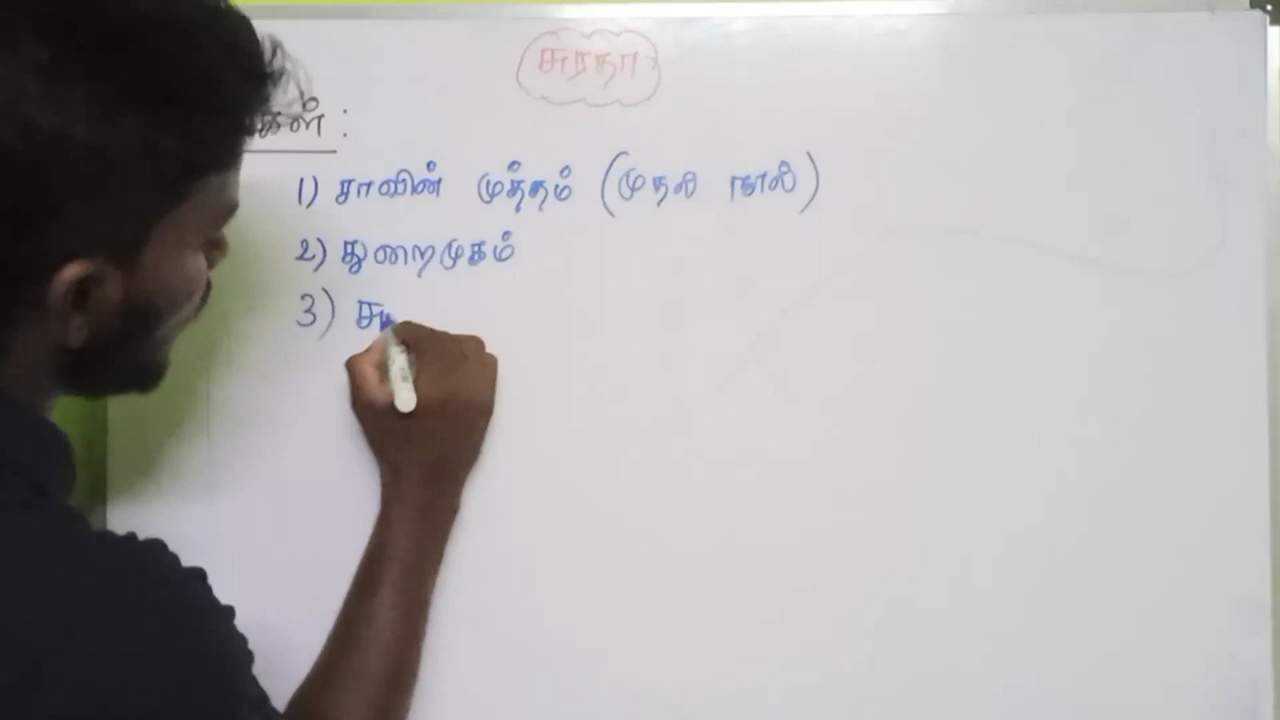 சுரதா
கள் :
1) சாவின் முத்தம் (முதல் நூல்)
2) துறைமுகம்
3) சு